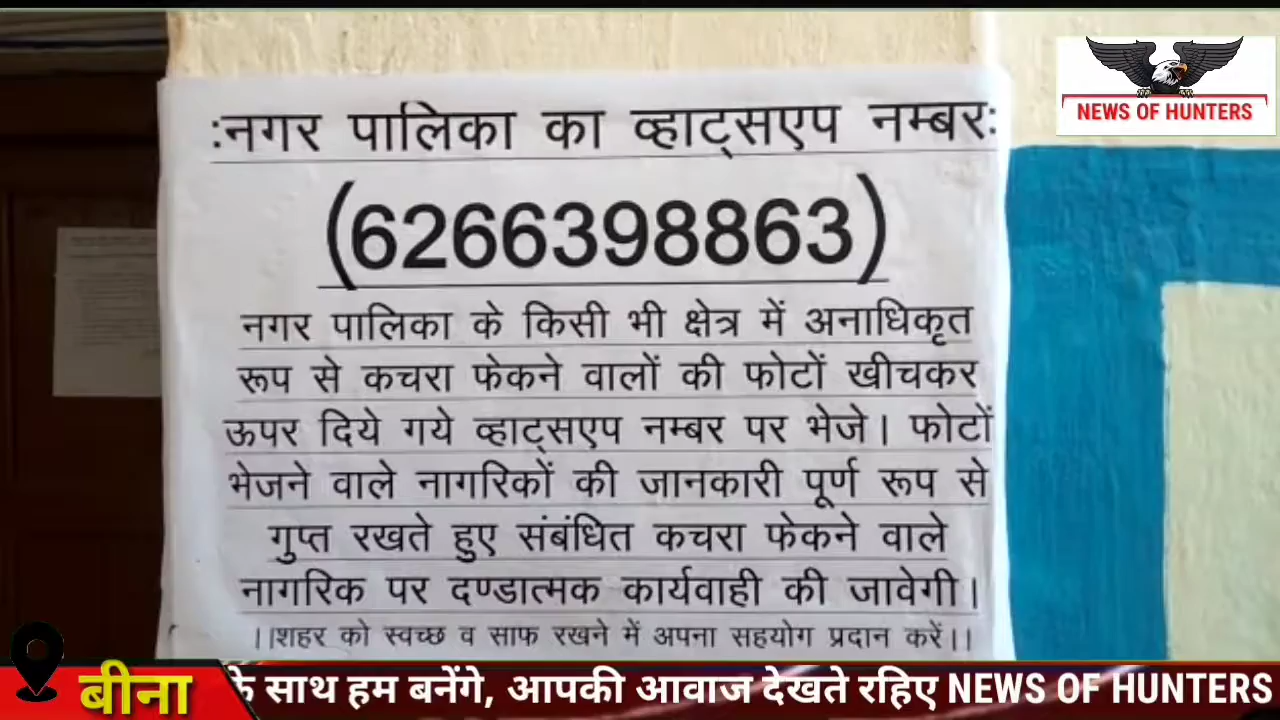 NEWS OF HUNTERS
:नगर पालिका का व्हाट्सएप नम्बर:
(6266398863)
नगर पालिका के किसी भी क्षेत्र में अनाधिकृत
रूप से कचरा फेकने वालों की फोटों खीचकर
ऊपर दिये गये व्हाट्सएप नम्बर पर भेजे। फोटों
भेजने वाले नागरिकों की जानकारी पूर्ण रूप से
गुप्त रखते हुए संबंधित कचरा फेकने वाले
नागरिक पर दण्डात्मक कार्यवाही की जावेगी।
।।शहर को स्वच्छ व साफ रखने में अपना सहयोग प्रदान करें।।
बीना
साथ हम बनेंगे, आपकी आवाज देखते रहिए NEWS OF HUNTERS